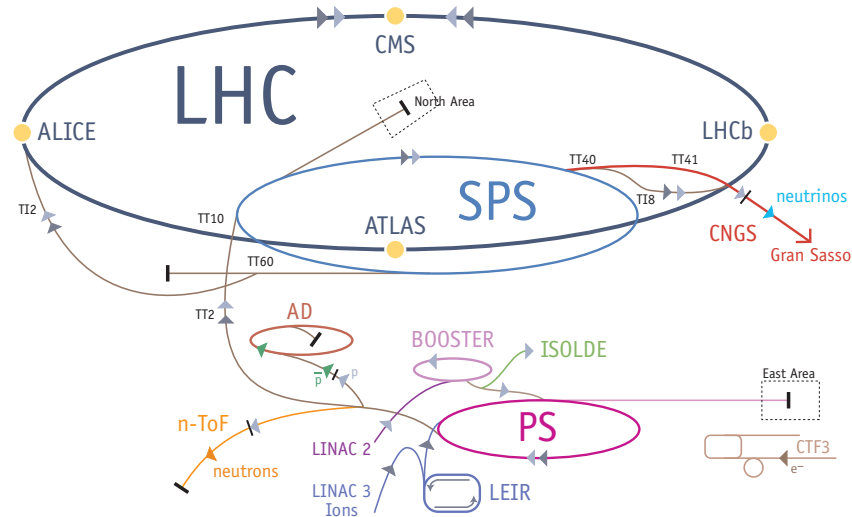 CMS
LHC
North Area
ALICE
LHCb
TT40
TT41
TI8
neutrinos
SPS
TI2
TT10
ATLAS
CNGS
Gran Sasso
TT60
TT2
AD
BOOSTER
ISOLDE
p
p
East Area
n-ToF
PS
LINAC 2
neutrons
CTF3
e–
LINAC 3
Ions
LEIR